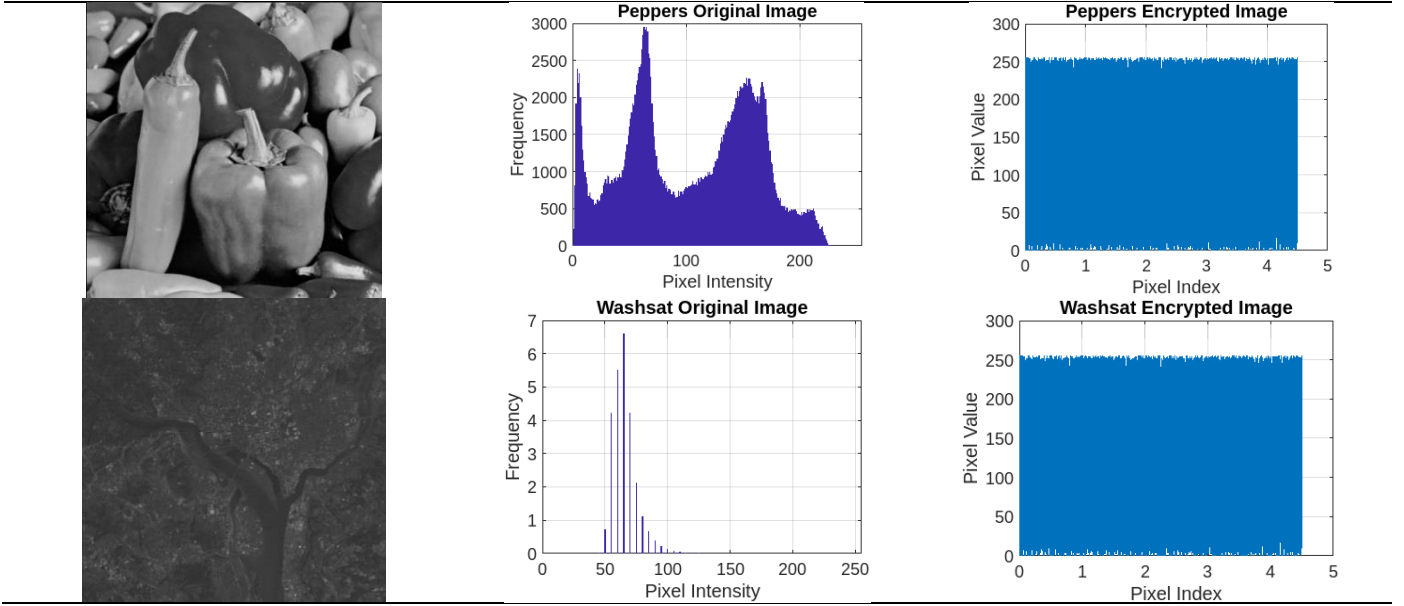 Peppers Original Image
3000
2500
2000
1500
1000
500
0
Frequency
0 100 200
Pixel Intensity
Peppers Encrypted Image
300
250
200
150
100
50
0
Pixel Value
0 1 2 3 4 5
Pixel Index
Washsat Original Image
7
6
5
4
3
2
1
0
Frequency
0 50 100 150 200 250
Pixel Intensity
Washsat Encrypted Image
300
250
200
150
100
50
0
Pixel Value
0 1 2 3 4 5
Pixel Index